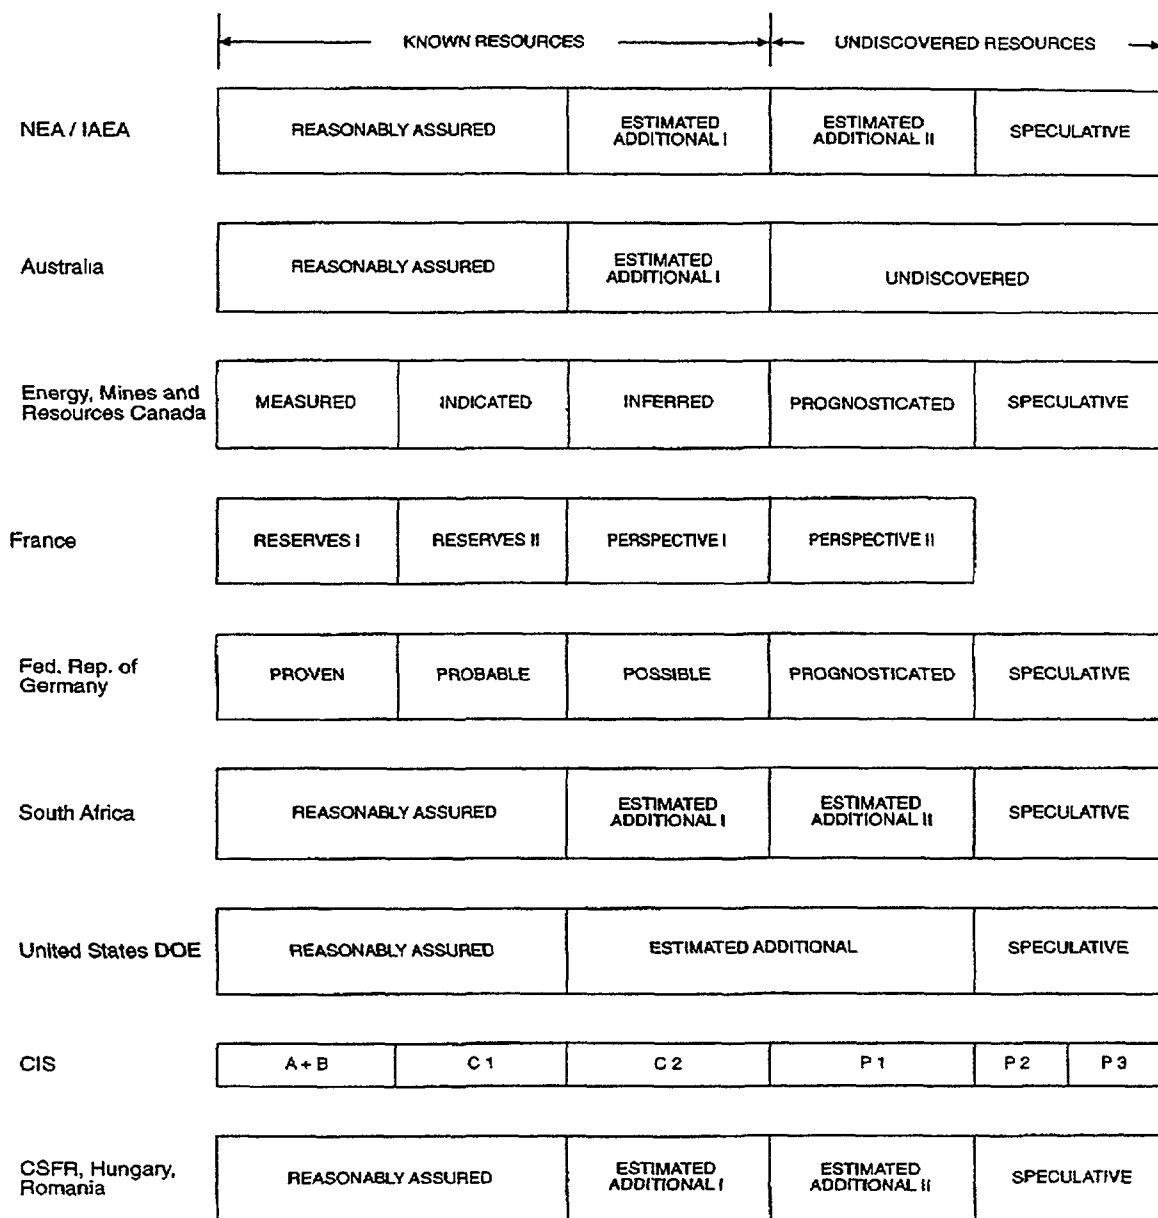 KNOWN RESOURCES
UNDISCOVERED RESOURCES
NEA / IAEA
REASONABLY ASSURED
ESTIMATED
ADDITIONAL I
ESTIMATED
ADDITIONAL II
SPECULATIVE
Australia
REASONABLY ASSURED
ESTIMATED
ADDITIONAL I
UNDISCOVERED
Energy, Mines and
Resources Canada
MEASURED
INDICATED
INFERRED
PROGNOSTICATED
SPECULATIVE
France
RESERVES I
RESERVES II
PERSPECTIVE I
PERSPECTIVE II
Fed. Rep. of
Germany
PROVEN
PROBABLE
POSSIBLE
PROGNOSTICATED
SPECULATIVE
South Africa
REASONABLY ASSURED
ESTIMATED
ADDITIONAL I
ESTIMATED
ADDITIONAL II
SPECULATIVE
United States DOE
REASONABLY ASSURED
ESTIMATED ADDITIONAL
SPECULATIVE
CIS
A + B
C 1
C 2
P 1
P 2
P 3
CSFR, Hungary,
Romania
REASONABLY ASSURED
ESTIMATED
ADDITIONAL I
ESTIMATED
ADDITIONAL II
SPECULATIVE